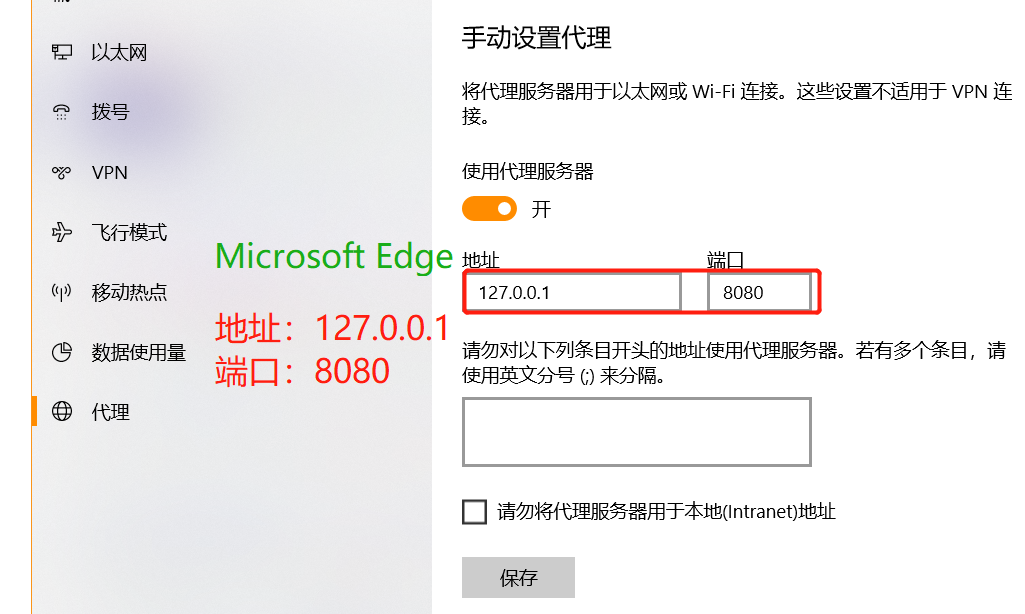 以太网
拨号
VPN
飞行模式
移动热点
数据使用量
代理
Microsoft Edge
地址：127.0.0.1
端口：8080
手动设置代理
将代理服务器用于以太网或 Wi-Fi 连接。这些设置不适用于 VPN 连
接。
使用代理服务器
开
地址
端口
127.0.0.1
8080
请勿对以下列条目开头的地址使用代理服务器。若有多个条目，请
使用英文分号 (;) 来分隔。
请勿将代理服务器用于本地(Intranet)地址
保存